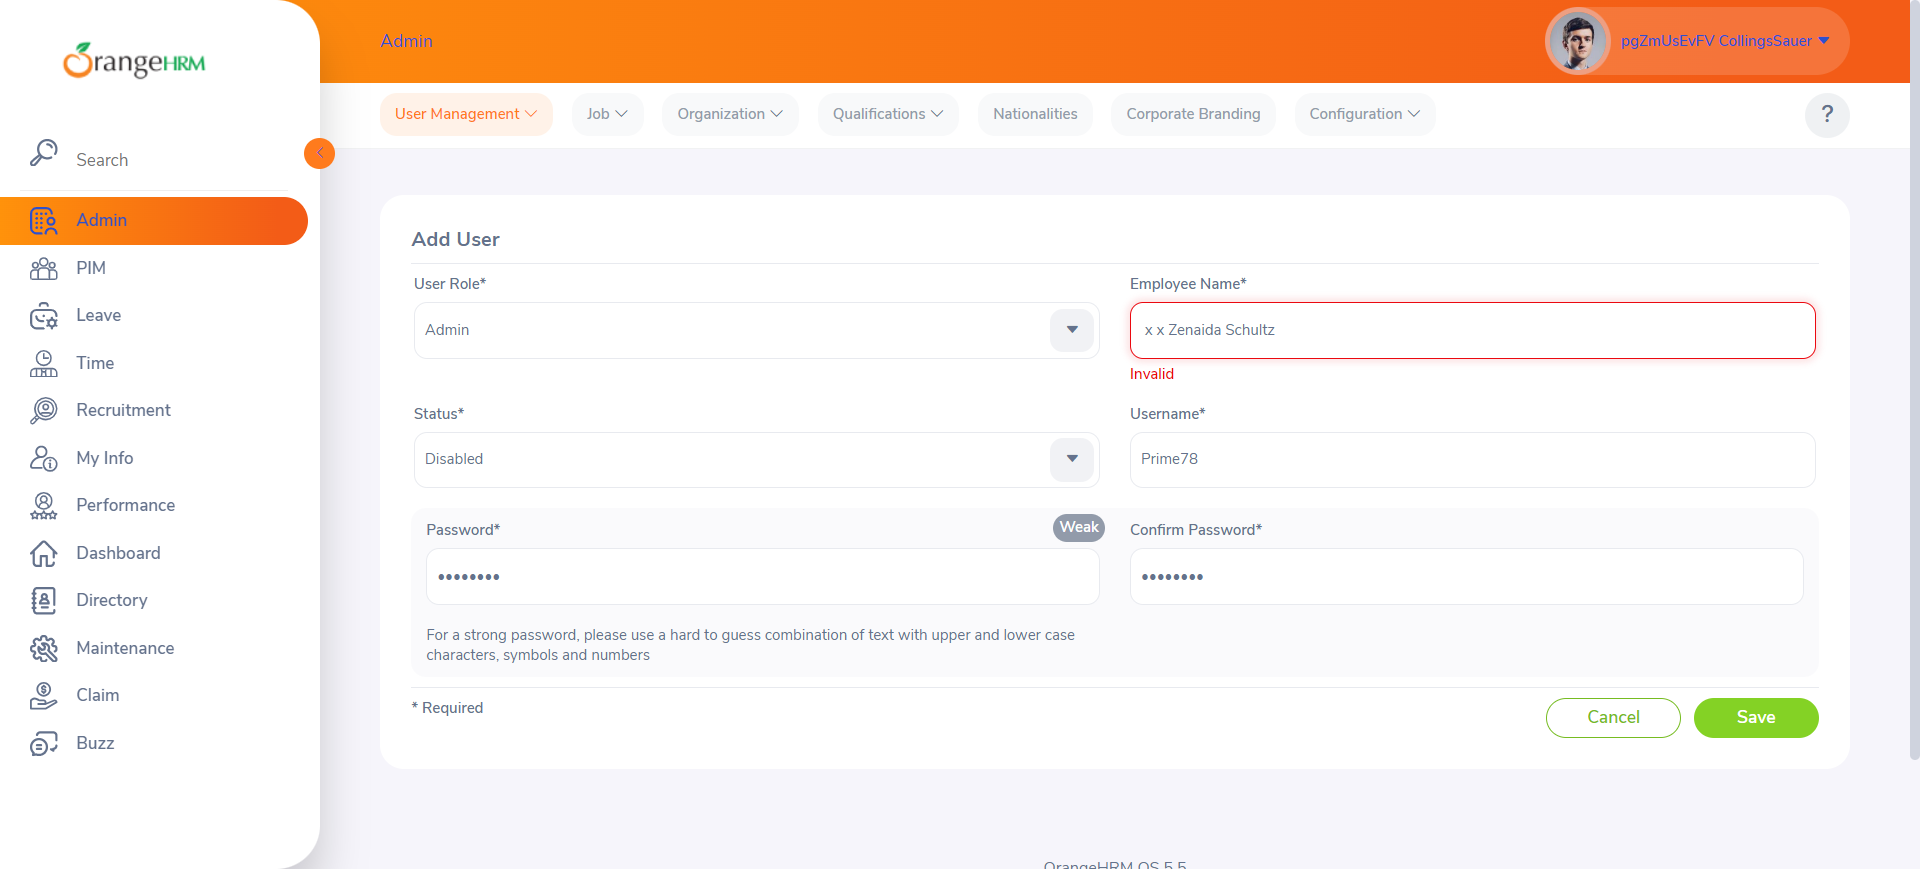 OrangeHRM
Admin
pgZmUsEvFV CollingsSauer
User Management
Job
Organization
Qualifications
Nationalities
Corporate Branding
Configuration
?
Search
Admin
PIM
Leave
Time
Recruitment
My Info
Performance
Dashboard
Directory
Maintenance
Claim
Buzz
Add User
User Role*
Admin
Employee Name*
x x Zenaida Schultz
Invalid
Status*
Disabled
Username*
Prime78
Password*
Weak
••••••••
Confirm Password*
••••••••
For a strong password, please use a hard to guess combination of text with upper and lower case
characters, symbols and numbers
* Required
Cancel
Save
OrangeHRM OS 5.5